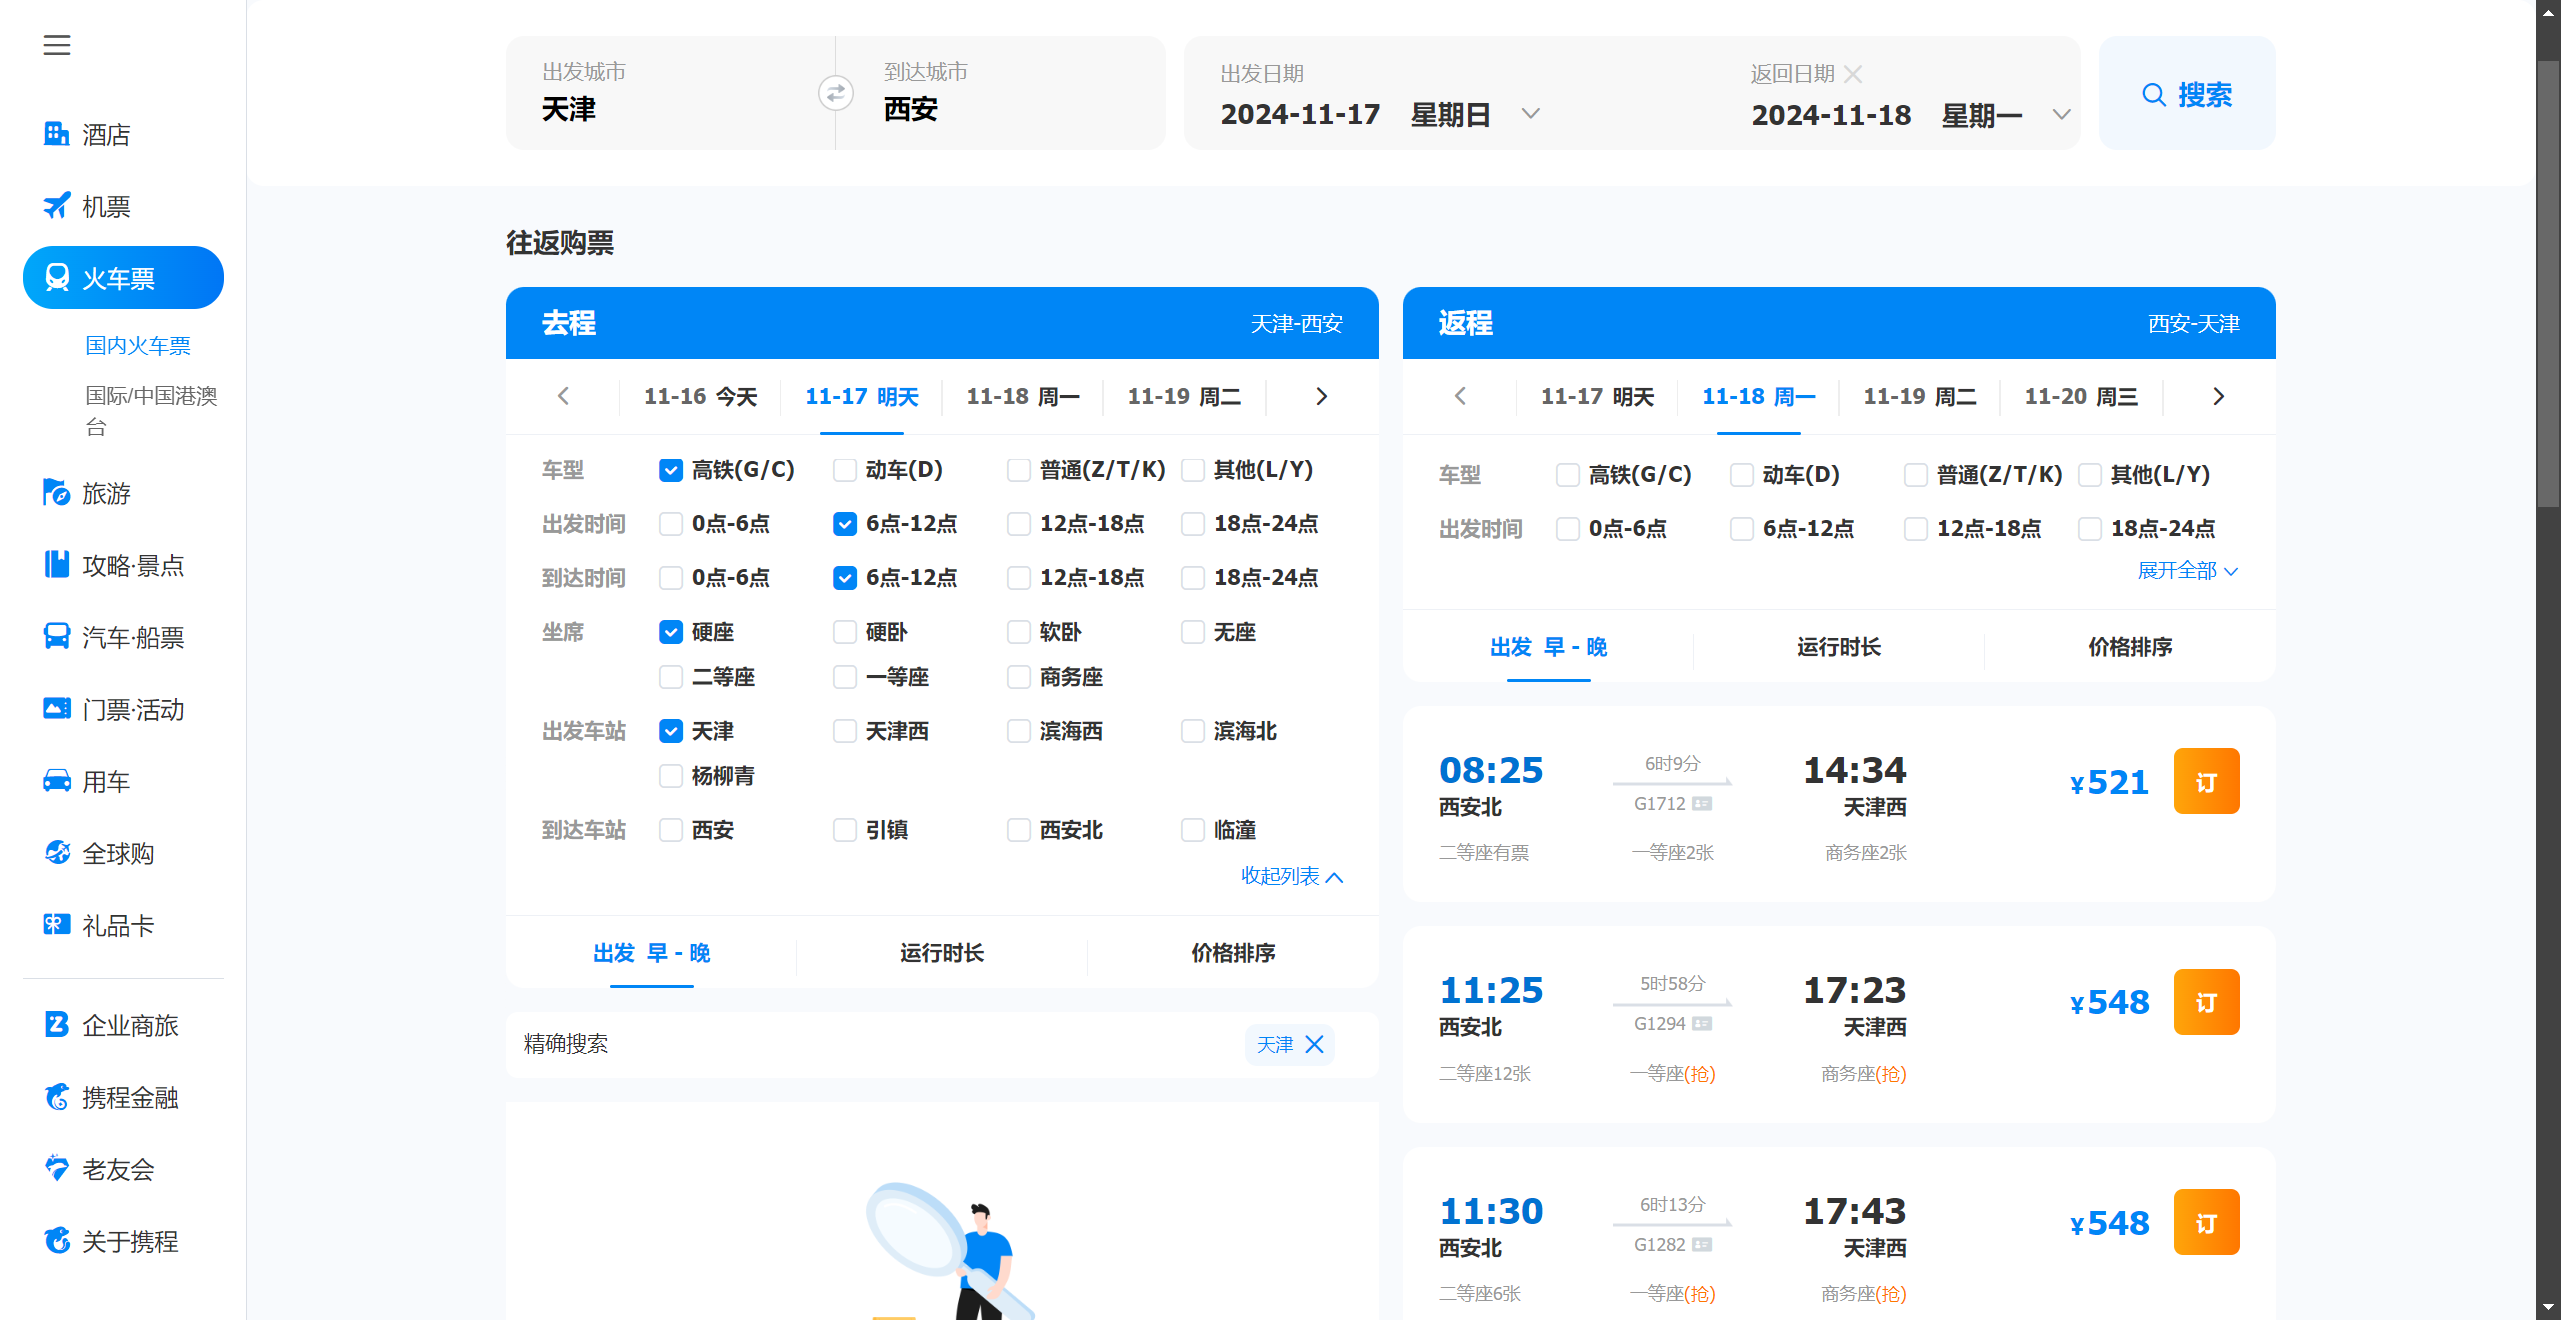 出发城市
天津
到达城市
西安
出发日期
2024-11-17 星期日
返回日期
2024-11-18 星期一
搜索
酒店
机票
火车票
国内火车票
国际/中国港澳
台
旅游
攻略·景点
汽车·船票
门票·活动
用车
全球购
礼品卡
企业商旅
携程金融
老友会
关于携程
往返购票
去程 天津-西安
11-16 今天 11-17 明天 11-18 周一 11-19 周二
车型 高铁(G/C) 动车(D) 普通(Z/T/K) 其他(L/Y)
出发时间 0点-6点 6点-12点 12点-18点 18点-24点
到达时间 0点-6点 6点-12点 12点-18点 18点-24点
坐席 硬座 硬卧 软卧 无座
二等座 一等座 商务座
出发车站 天津 天津西 滨海西 滨海北
杨柳青
到达车站 西安 引镇 西安北 临潼
收起列表
出发 早 - 晚 运行时长 价格排序
精确搜索 天津
返程 西安-天津
11-17 明天 11-18 周一 11-19 周二 11-20 周三
车型 高铁(G/C) 动车(D) 普通(Z/T/K) 其他(L/Y)
出发时间 0点-6点 6点-12点 12点-18点 18点-24点
展开全部
出发 早 - 晚 运行时长 价格排序
08:25 6时9分 14:34 ¥521 订
西安北 G1712 天津西
二等座有票 一等座2张 商务座2张
11:25 5时58分 17:23 ¥548 订
西安北 G1294 天津西
二等座12张 一等座(抢) 商务座(抢)
11:30 6时13分 17:43 ¥548 订
西安北 G1282 天津西
二等座6张 一等座(抢) 商务座(抢)